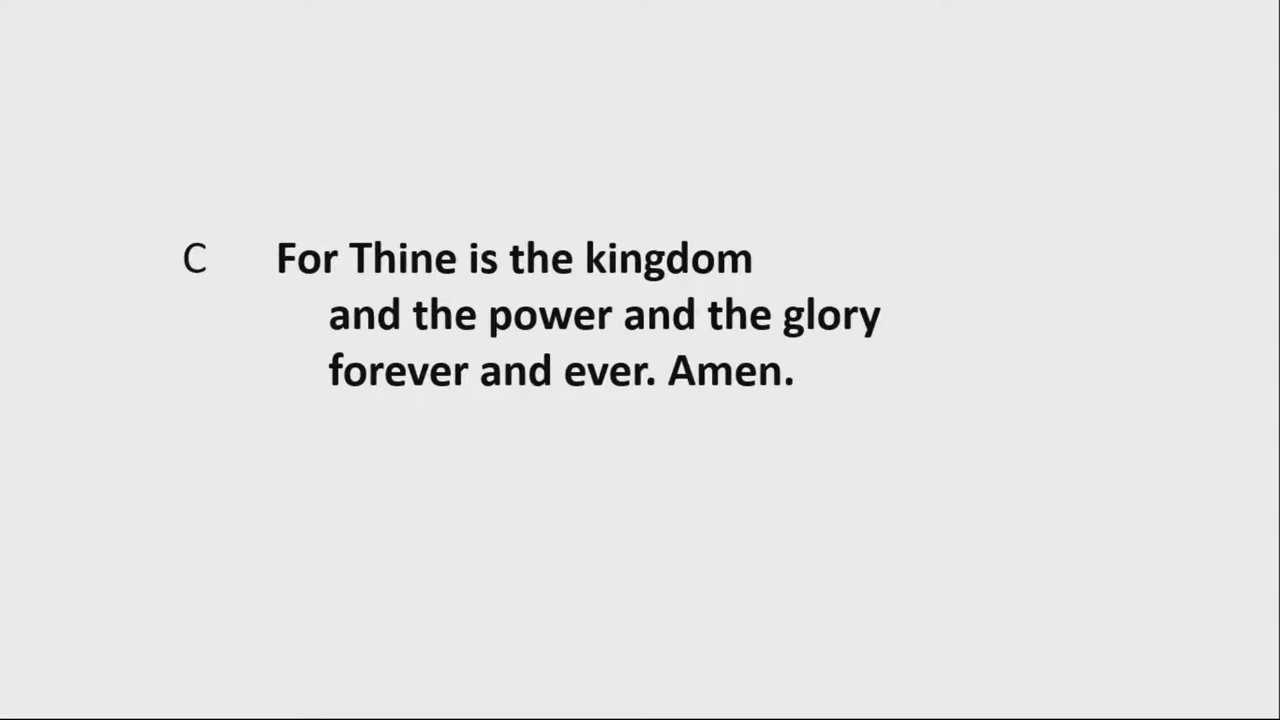 C For Thine is the kingdom
and the power and the glory
forever and ever. Amen.